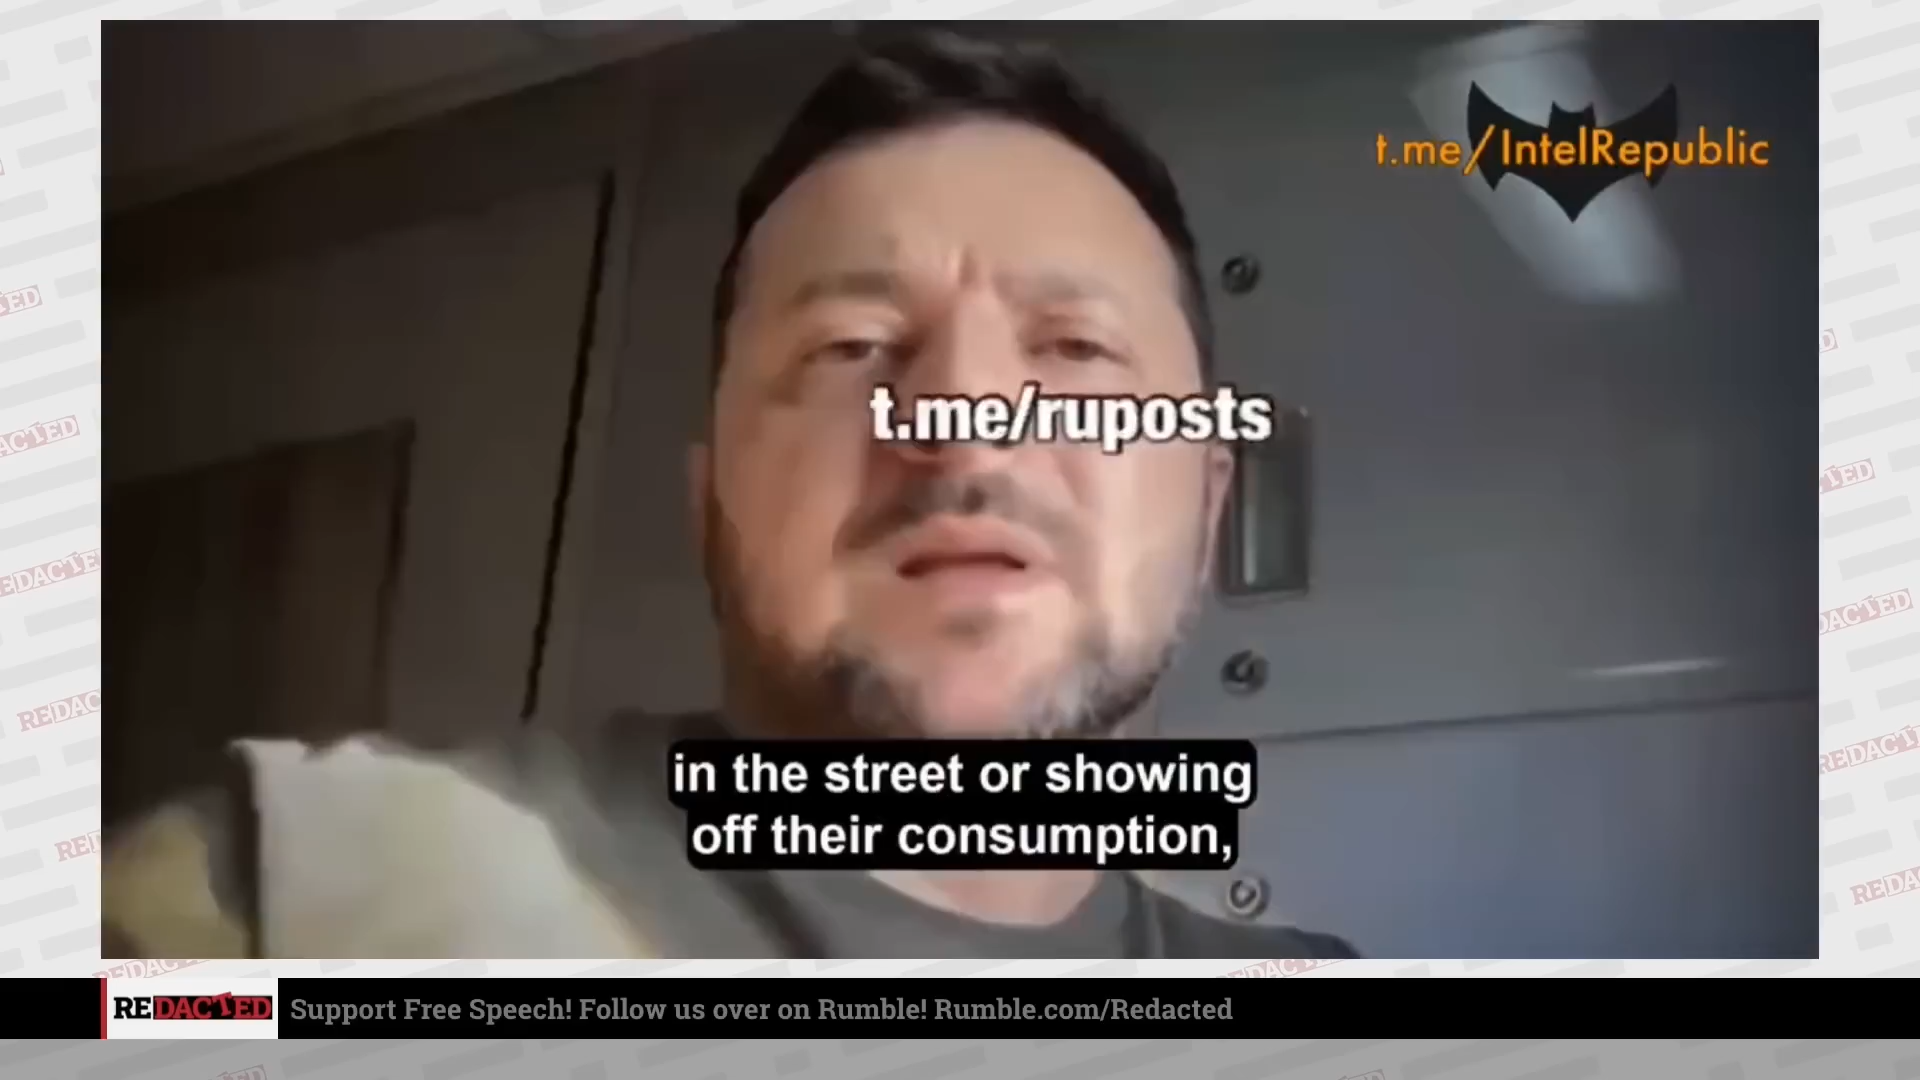 t.me/IntelRepublic
t.me/ruposts
in the street or showing
off their consumption,
REDACTED
Support Free Speech! Follow us over on Rumble! Rumble.com/Redacted